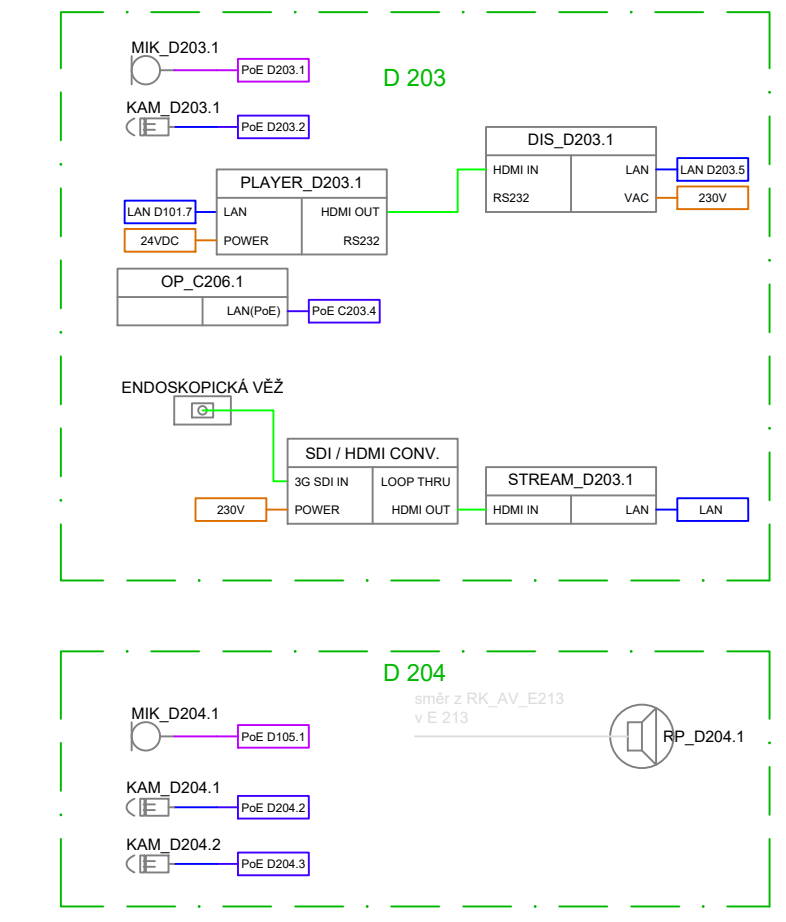 MIK_D203.1
PoE D203.1
D 203
KAM_D203.1
PoE D203.2
DIS_D203.1
HDMI IN
LAN
LAN D203.5
RS232
VAC
230V
PLAYER_D203.1
LAN D101.7
LAN
HDMI OUT
24VDC
POWER
RS232
OP_C206.1
LAN(PoE)
PoE C203.4
ENDOSKOPICKÁ VĚŽ
SDI / HDMI CONV.
3G SDI IN
LOOP THRU
230V
POWER
HDMI OUT
STREAM_D203.1
HDMI IN
LAN
LAN
D 204
směr z RK_AV_E213
v E 213
MIK_D204.1
PoE D105.1
RP_D204.1
KAM_D204.1
PoE D204.2
KAM_D204.2
PoE D204.3